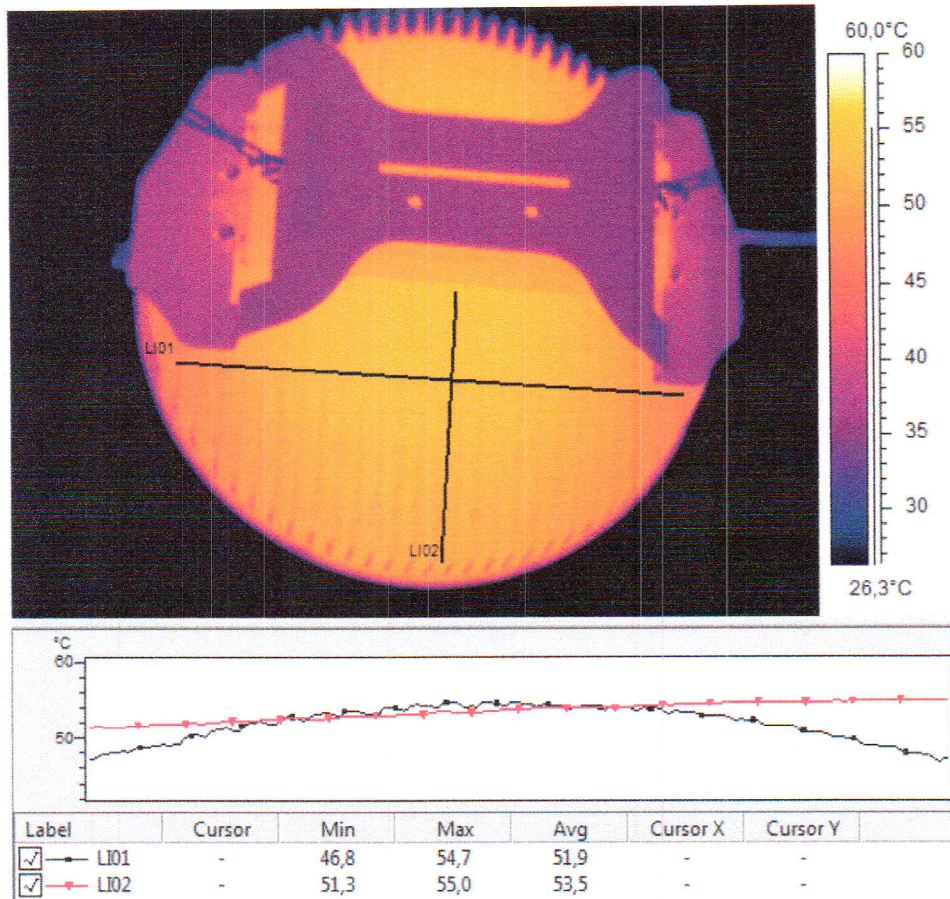 60,0°C
60
55
50
45
40
35
30
26,3°C
LI01
LI02
°C
60
50
Label Cursor Min Max Avg Cursor X Cursor Y
LI01 - 46,8 54,7 51,9 - -
LI02 - 51,3 55,0 53,5 - -